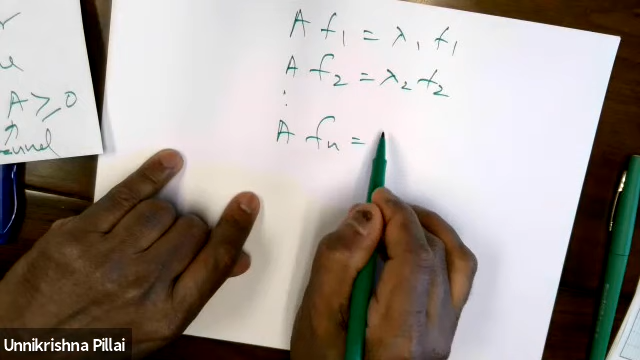 A f₁ = λ₁ f₁
A f₂ = λ₂ f₂
⋮
A fₙ =
A ≥ 0
Unnikrishna Pillai